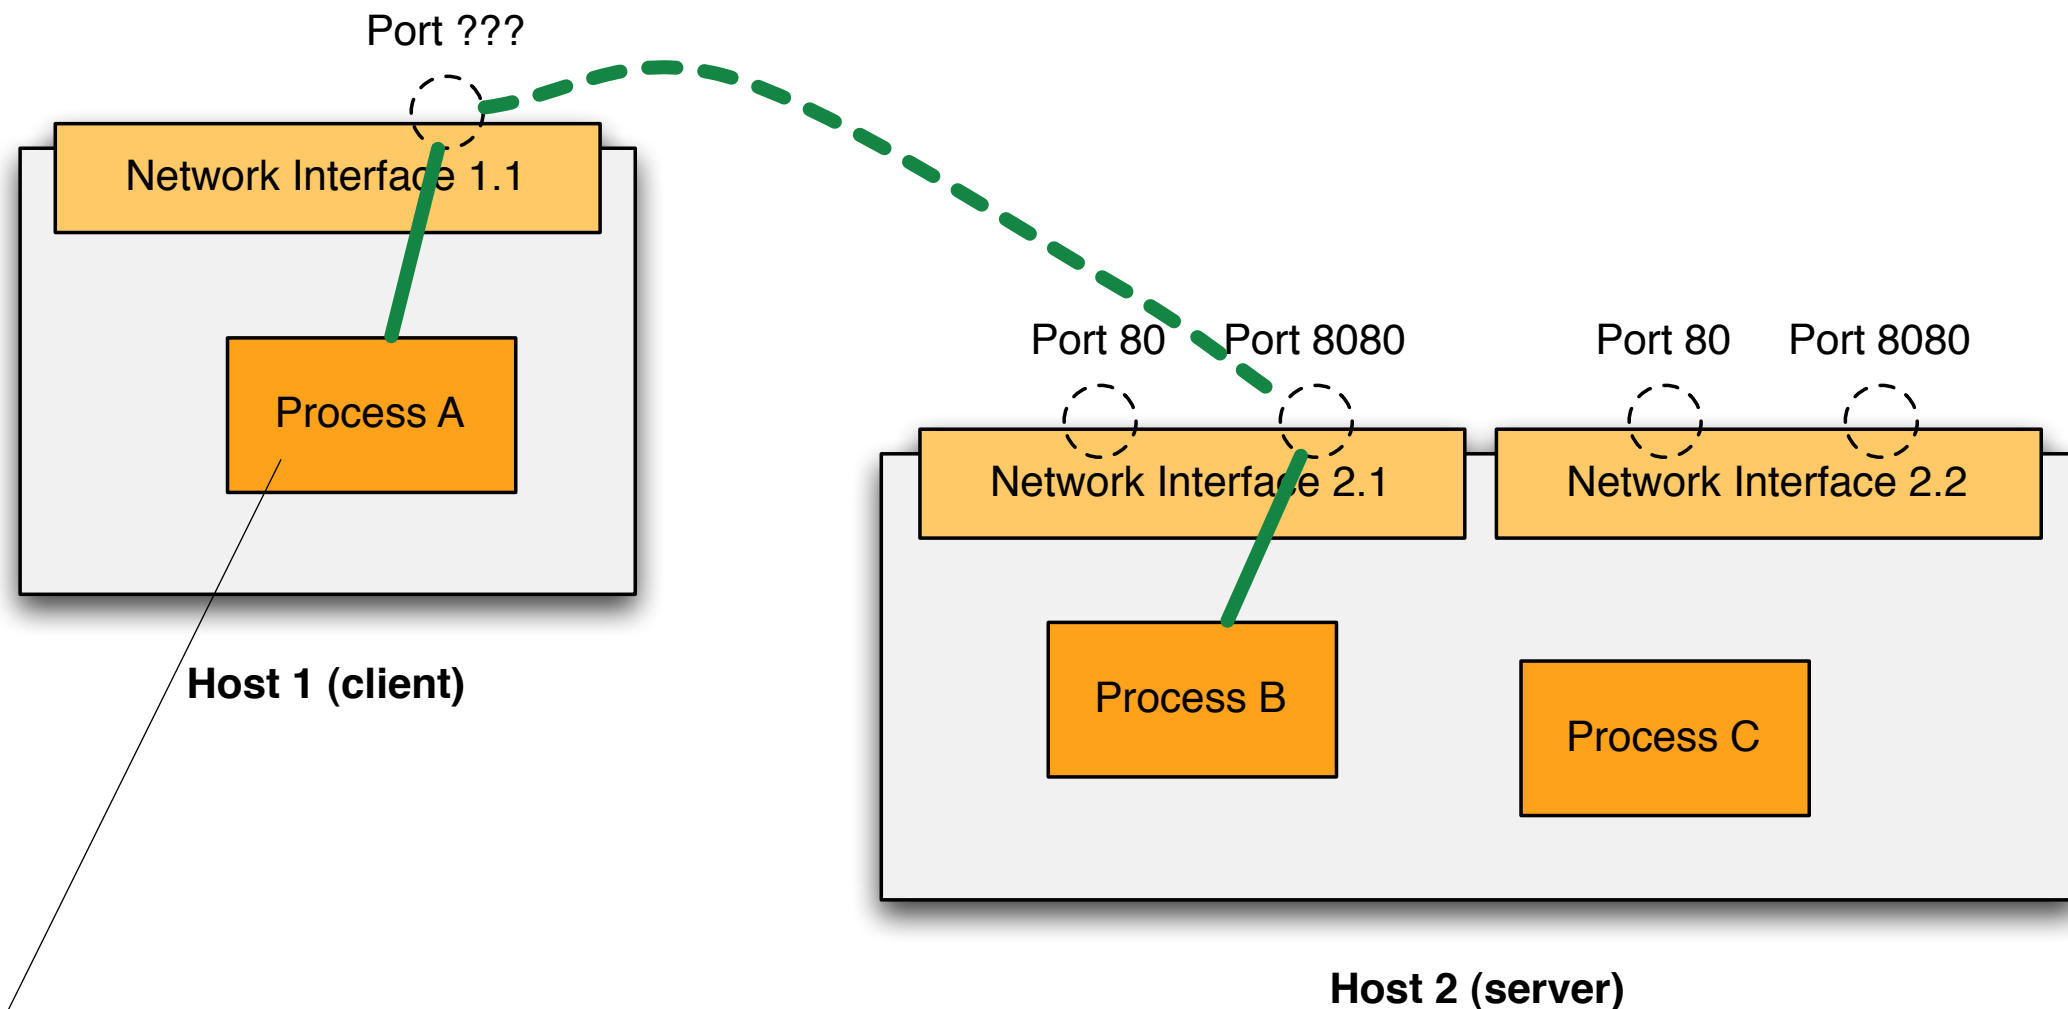 Port ???
Network Interface 1.1
Process A
Host 1 (client)
Port 80
Port 8080
Port 80
Port 8080
Network Interface 2.1
Network Interface 2.2
Process B
Process C
Host 2 (server)